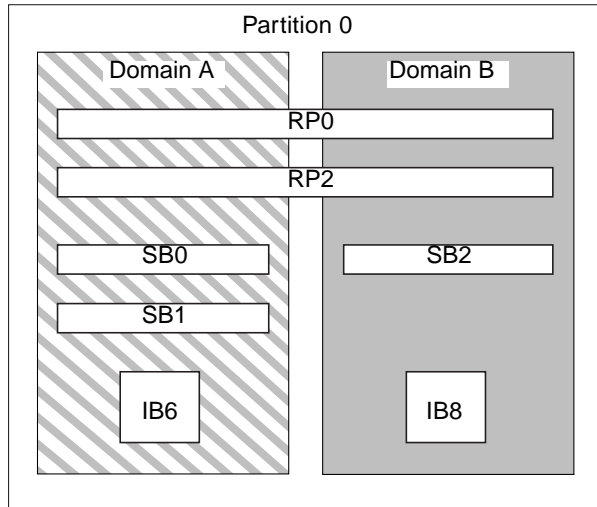 Partition 0
Domain A
Domain B
RP0
RP2
SB0
SB2
SB1
IB6
IB8